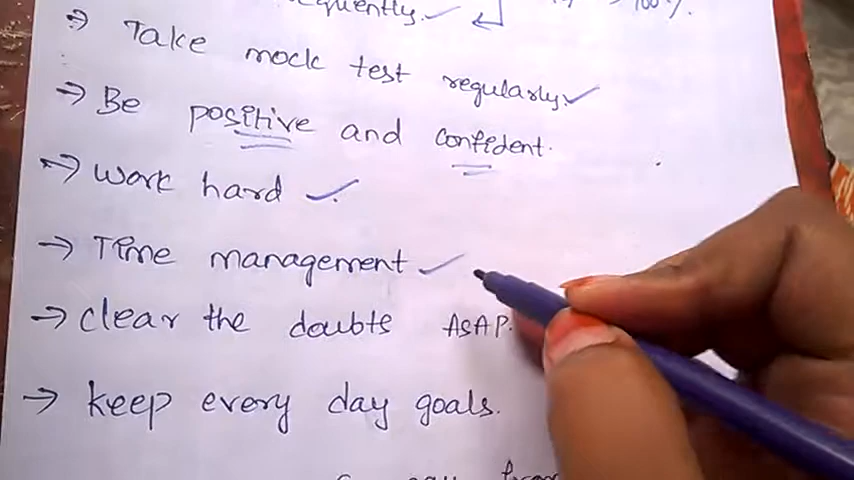 100%.
→ Take mock test regularly.
→ Be positive and confident.
→ Work hard
→ Time management
→ clear the doubts ASAP.
→ keep every day goals.